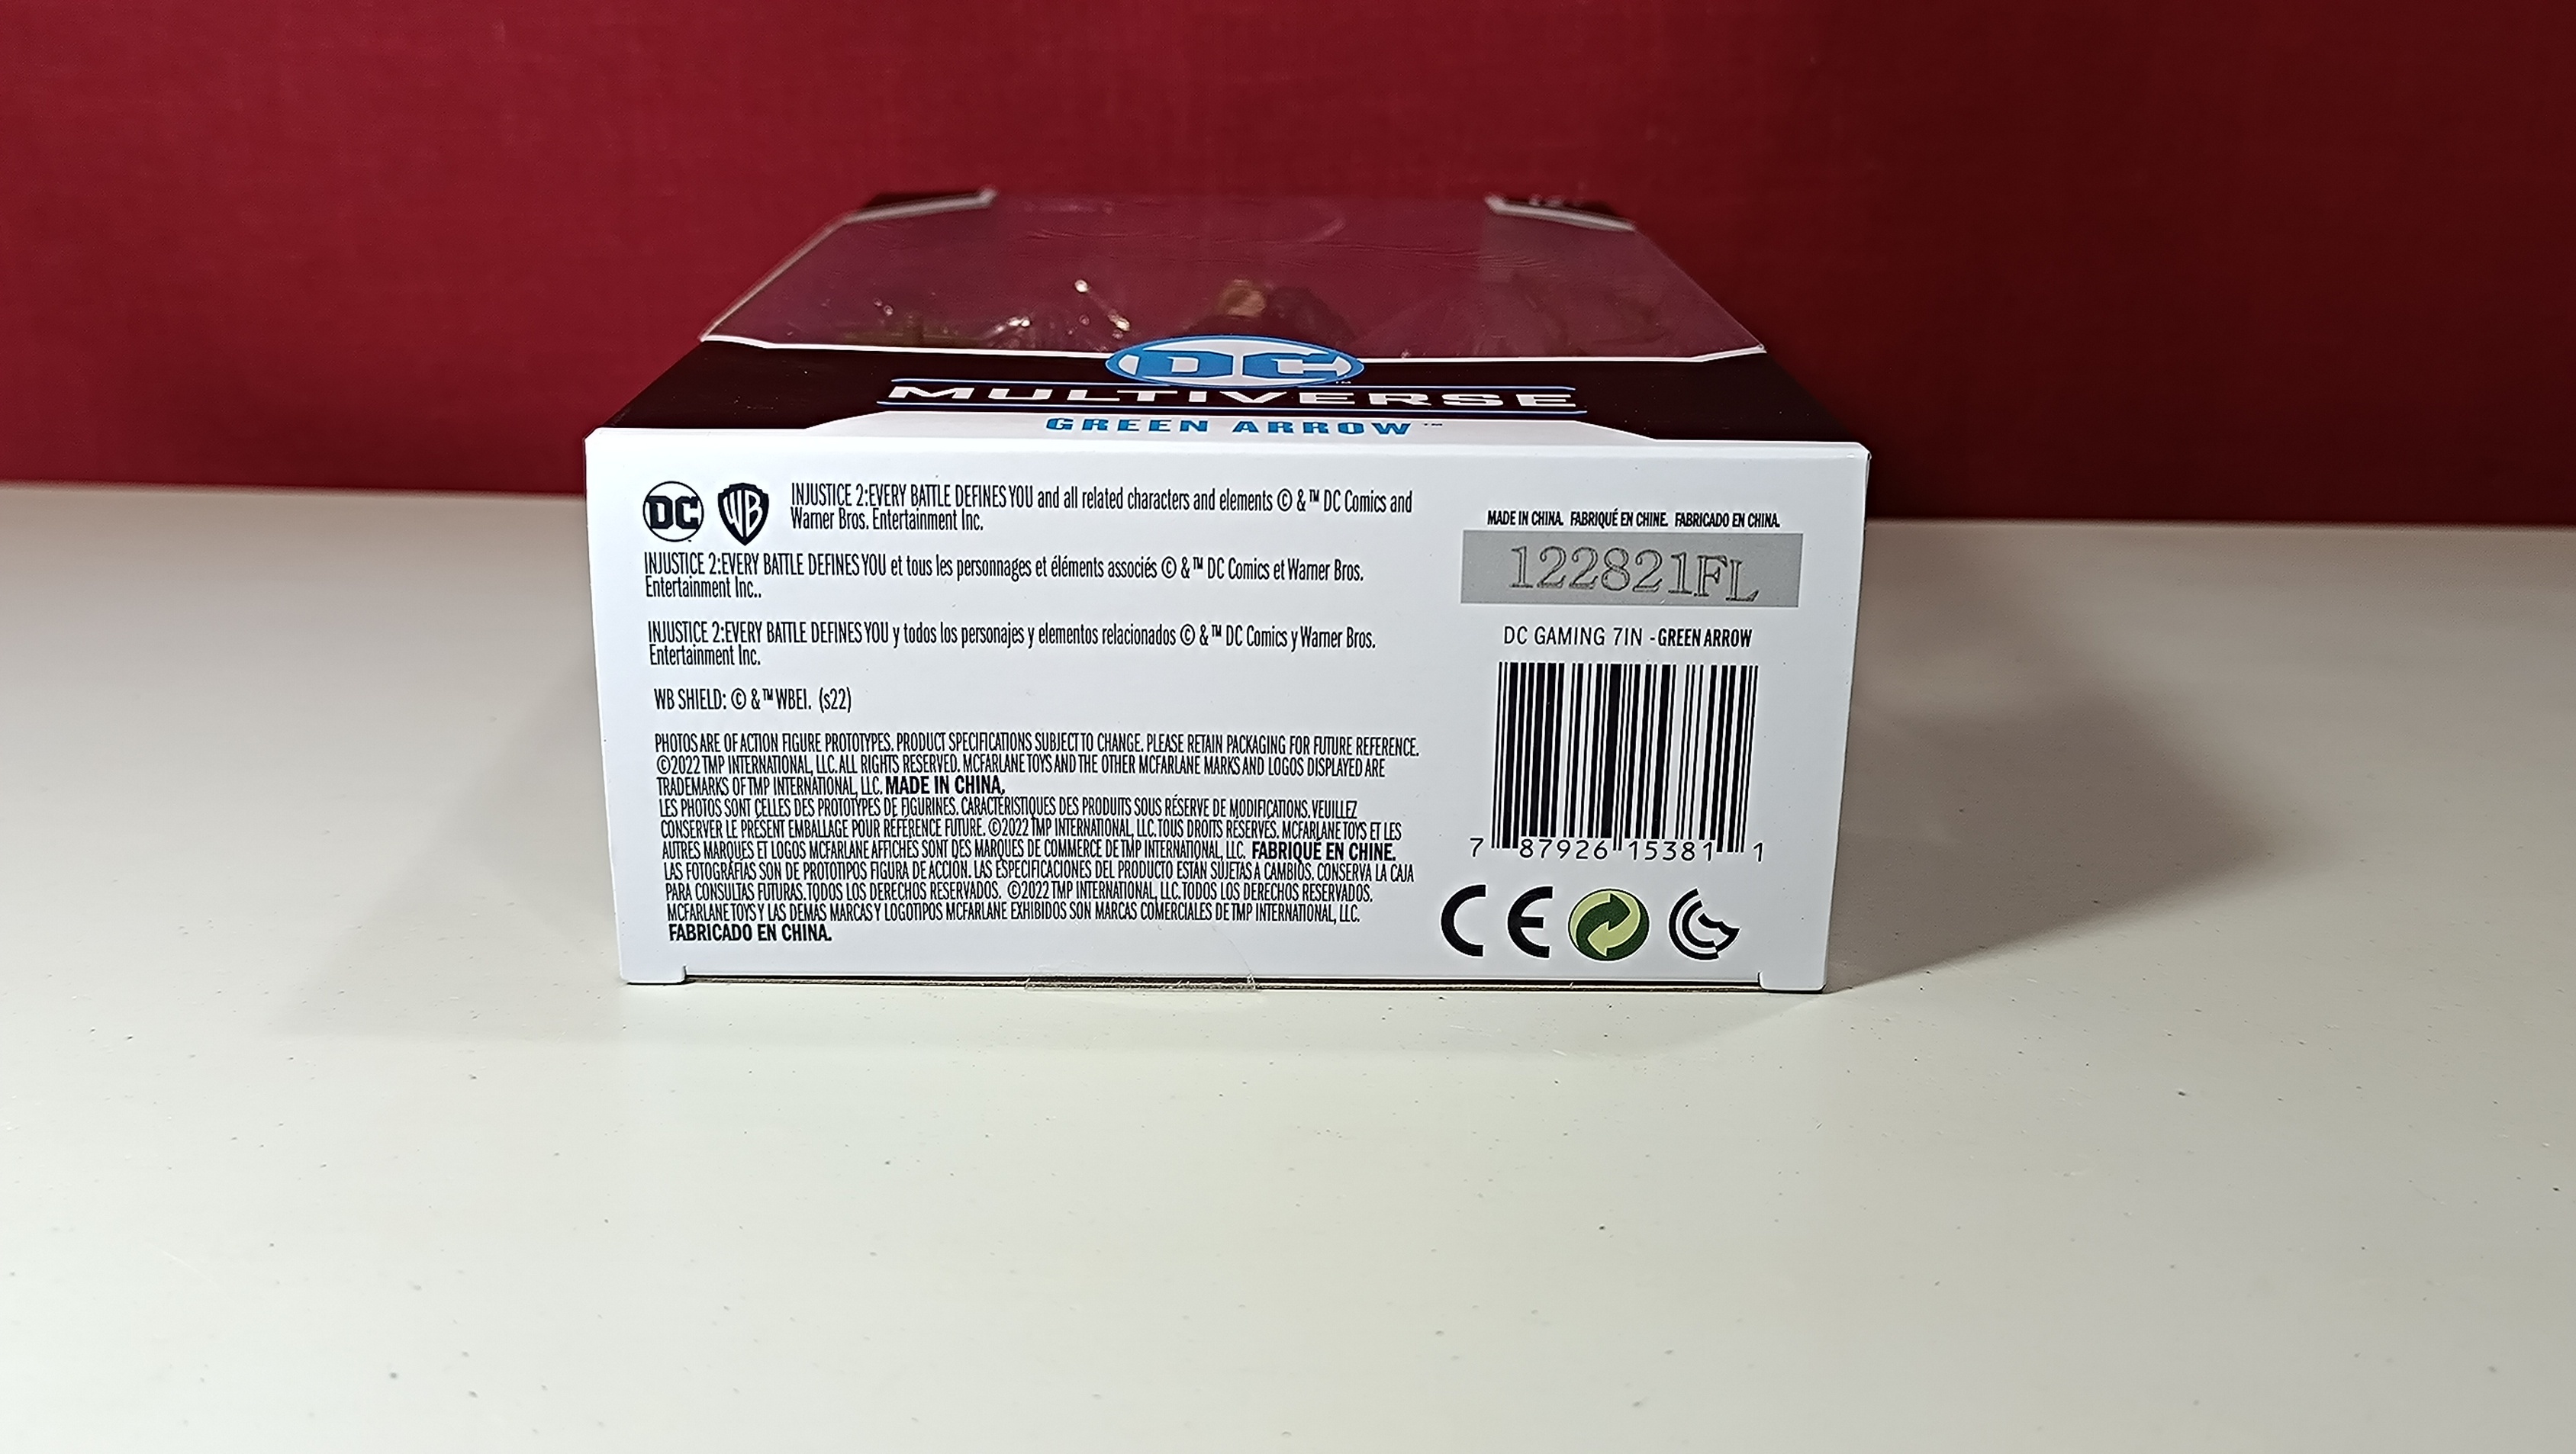 DC
MULTIVERSE
GREEN ARROW™
DC WB INJUSTICE 2:EVERY BATTLE DEFINES YOU and all related characters and elements © & ™ DC Comics and
Warner Bros. Entertainment Inc.
INJUSTICE 2:EVERY BATTLE DEFINES YOU et tous les personnages et éléments associés © & ™ DC Comics et Warner Bros.
Entertainment Inc..
INJUSTICE 2:EVERY BATTLE DEFINES YOU y todos los personajes y elementos relacionados © & ™ DC Comics y Warner Bros.
Entertainment Inc.
WB SHIELD: © & ™ WBEI. (s22)
PHOTOS ARE OF ACTION FIGURE PROTOTYPES. PRODUCT SPECIFICATIONS SUBJECT TO CHANGE. PLEASE RETAIN PACKAGING FOR FUTURE REFERENCE.
©2022 TMP INTERNATIONAL, LLC. ALL RIGHTS RESERVED. MCFARLANE TOYS AND THE OTHER MCFARLANE MARKS AND LOGOS DISPLAYED ARE
TRADEMARKS OF TMP INTERNATIONAL, LLC. MADE IN CHINA.
LES PHOTOS SONT CELLES DES PROTOTYPES DE FIGURINES. CARACTÉRISTIQUES DES PRODUITS SOUS RÉSERVE DE MODIFICATIONS. VEUILLEZ
CONSERVER LE PRÉSENT EMBALLAGE POUR RÉFÉRENCE FUTURE. ©2022 TMP INTERNATIONAL, LLC. TOUS DROITS RÉSERVÉS. MCFARLANE TOYS ET LES
AUTRES MARQUES ET LOGOS MCFARLANE AFFICHÉS SONT DES MARQUES DE COMMERCE DE TMP INTERNATIONAL, LLC. FABRIQUÉ EN CHINE.
LAS FOTOGRAFÍAS SON DE PROTOTIPOS FIGURA DE ACCIÓN. LAS ESPECIFICACIONES DEL PRODUCTO ESTÁN SUJETAS A CAMBIOS. CONSERVA LA CAJA
PARA CONSULTAS FUTURAS. TODOS LOS DERECHOS RESERVADOS. ©2022 TMP INTERNATIONAL, LLC. TODOS LOS DERECHOS RESERVADOS.
MCFARLANE TOYS Y LAS DEMÁS MARCAS Y LOGOTIPOS MCFARLANE EXHIBIDOS SON MARCAS COMERCIALES DE TMP INTERNATIONAL, LLC.
FABRICADO EN CHINA.
MADE IN CHINA. FABRIQUÉ EN CHINE. FABRICADO EN CHINA.
122821FL
DC GAMING 7IN - GREEN ARROW
7 87926 15381 1
CE